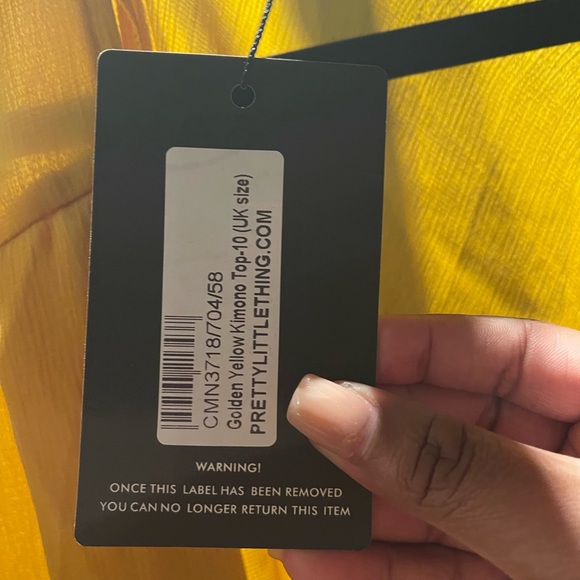 CMN3718/704/58
Golden Yellow Kimono Top-10 (UK size)
PRETTYLITTLETHING.COM
WARNING!
ONCE THIS LABEL HAS BEEN REMOVED
YOU CAN NO LONGER RETURN THIS ITEM